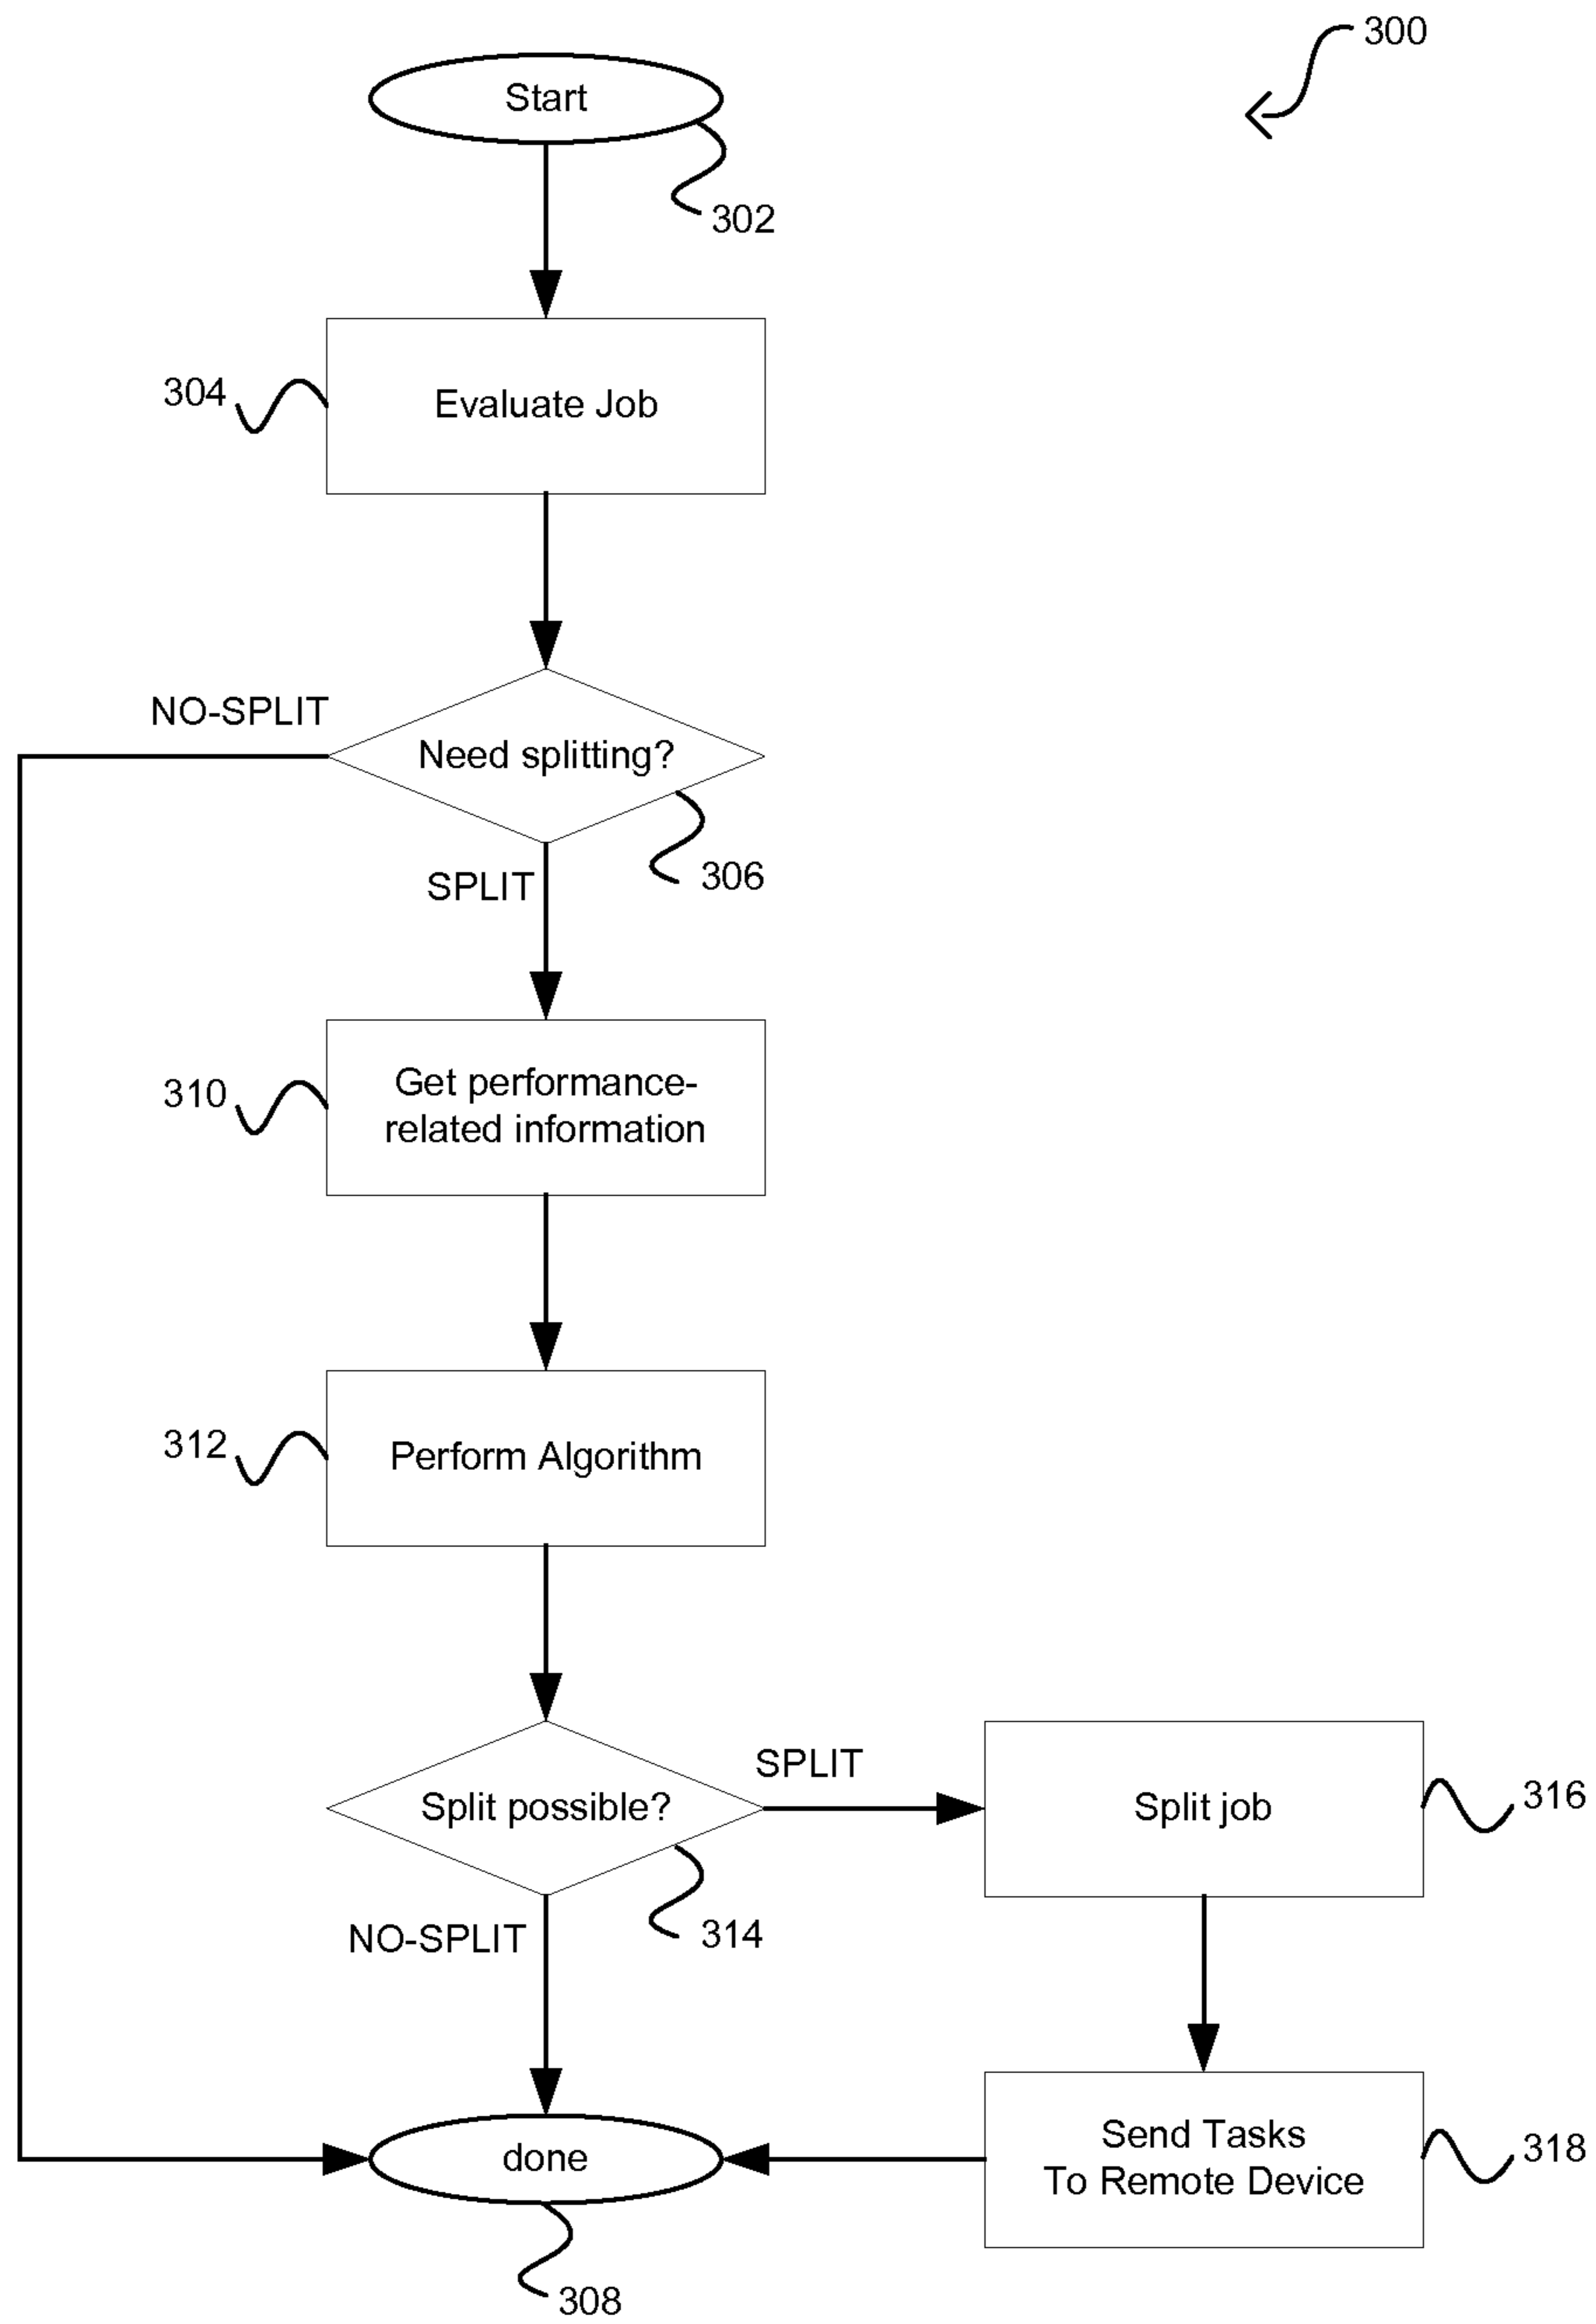 300
Start
302
304
Evaluate Job
NO-SPLIT
Need splitting?
306
SPLIT
310
Get performance-
related information
312
Perform Algorithm
Split possible?
SPLIT
314
NO-SPLIT
Split job
316
Send Tasks
To Remote Device
318
done
308